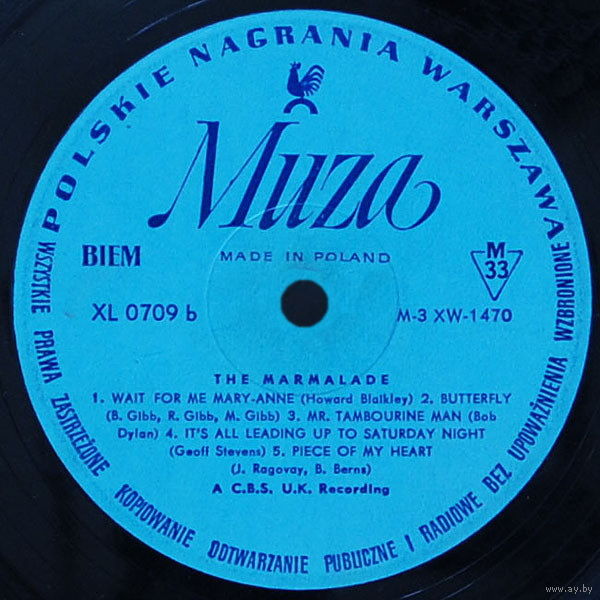 POLSKIE NAGRANIA WARSZAWA
Muza
MADE IN POLAND
BIEM
M
33
XL 0709 b
M-3 XW-1470
THE MARMALADE
1. WAIT FOR ME MARY-ANNE (Howard Blaikley) 2. BUTTERFLY
(B. Gibb, R. Gibb, M. Gibb) 3. MR. TAMBOURINE MAN (Bob
Dylan) 4. IT'S ALL LEADING UP TO SATURDAY NIGHT
(Geoff Stevens) 5. PIECE OF MY HEART
(J. Ragovay, B. Berns)
A C.B.S. U.K. Recording
WSZYSTKIE PRAWA ZASTRZEŻONE KOPIOWANIE ODTWARZANIE PUBLICZNE I RADIOWE BEZ UPOWAŻNIENIA WZBRONIONE
www.ay.by